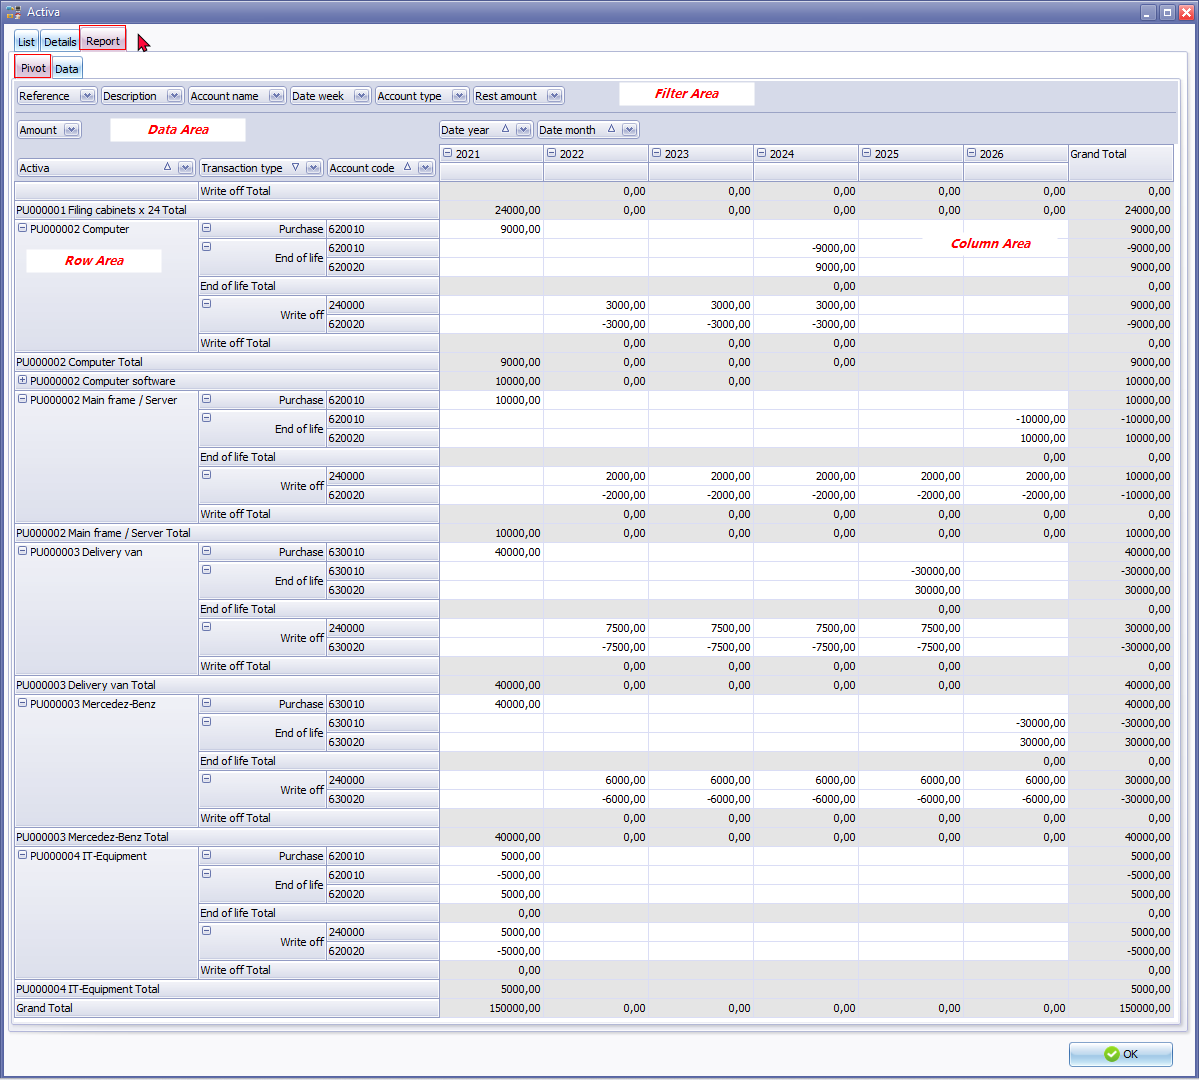 Activa
List Details Report
Pivot Data
Reference Description Account name Date week Account type Rest amount Filter Area
Amount Data Area Date year Date month
2021 2022 2023 2024 2025 2026 Grand Total
Activa Transaction type Account code
Write off Total 0,00 0,00 0,00 0,00 0,00 0,00
PU000001 Filing cabinets x 24 Total 24000,00 0,00 0,00 0,00 0,00 0,00 24000,00
PU000002 Computer Purchase 620010 9000,00 9000,00
620010 -9000,00 -9000,00
Column Area
Row Area End of life
620020 9000,00 9000,00
End of life Total 0,00 0,00
240000 3000,00 3000,00 3000,00 9000,00
Write off
620020 -3000,00 -3000,00 -3000,00 -9000,00
Write off Total 0,00 0,00 0,00 0,00
PU000002 Computer Total 9000,00 0,00 0,00 0,00 9000,00
PU000002 Computer software 10000,00 0,00 0,00 10000,00
PU000002 Main frame / Server Purchase 620010 10000,00 10000,00
620010 -10000,00 -10000,00
End of life
620020 10000,00 10000,00
End of life Total 0,00 0,00
240000 2000,00 2000,00 2000,00 2000,00 2000,00 10000,00
Write off
620020 -2000,00 -2000,00 -2000,00 -2000,00 -2000,00 -10000,00
Write off Total 0,00 0,00 0,00 0,00 0,00 0,00
PU000002 Main frame / Server Total 10000,00 0,00 0,00 0,00 0,00 0,00 10000,00
PU000003 Delivery van Purchase 630010 40000,00 40000,00
630010 -30000,00 -30000,00
End of life
630020 30000,00 30000,00
End of life Total 0,00 0,00
240000 7500,00 7500,00 7500,00 7500,00 30000,00
Write off
630020 -7500,00 -7500,00 -7500,00 -7500,00 -30000,00
Write off Total 0,00 0,00 0,00 0,00 0,00
PU000003 Delivery van Total 40000,00 0,00 0,00 0,00 0,00 40000,00
PU000003 Mercedez-Benz Purchase 630010 40000,00 40000,00
630010 -30000,00 -30000,00
End of life
630020 30000,00 30000,00
End of life Total 0,00 0,00
240000 6000,00 6000,00 6000,00 6000,00 6000,00 30000,00
Write off
630020 -6000,00 -6000,00 -6000,00 -6000,00 -6000,00 -30000,00
Write off Total 0,00 0,00 0,00 0,00 0,00 0,00
PU000003 Mercedez-Benz Total 40000,00 0,00 0,00 0,00 0,00 0,00 40000,00
PU000004 IT-Equipment Purchase 620010 5000,00 5000,00
620010 -5000,00 -5000,00
End of life
620020 5000,00 5000,00
End of life Total 0,00 0,00
240000 5000,00 5000,00
Write off
620020 -5000,00 -5000,00
Write off Total 0,00 0,00
PU000004 IT-Equipment Total 5000,00 5000,00
Grand Total 150000,00 0,00 0,00 0,00 0,00 0,00 150000,00
OK